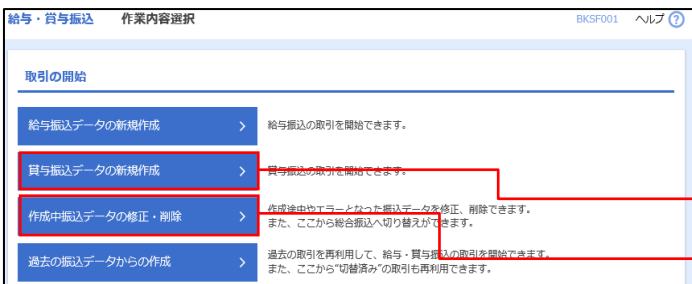 給与・賞与振込 作業内容選択 BKSF001 ヘルプ ?
取引の開始
給与振込データの新規作成 給与振込の取引を開始できます。
賞与振込データの新規作成 賞与振込の取引を開始できます。
作成中振込データの修正・削除 作成途中やエラーとなった振込データを修正、削除できます。
また、ここから総合振込へ切り替えができます。
過去の振込データからの作成 過去の取引を再利用して、給与・賞与振込の取引を開始できます。
また、ここから“切替済み”の取引も再利用できます。